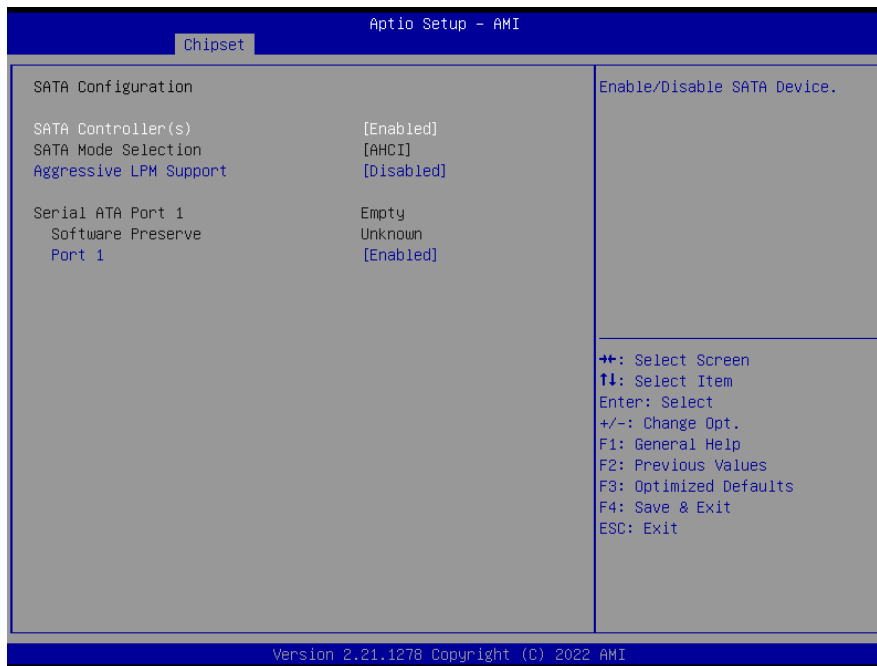 Aptio Setup – AMI
Chipset
SATA Configuration
SATA Controller(s) [Enabled]
SATA Mode Selection [AHCI]
Aggressive LPM Support [Disabled]
Serial ATA Port 1 Empty
Software Preserve Unknown
Port 1 [Enabled]
Enable/Disable SATA Device.
→←: Select Screen
↑↓: Select Item
Enter: Select
+/-: Change Opt.
F1: General Help
F2: Previous Values
F3: Optimized Defaults
F4: Save & Exit
ESC: Exit
Version 2.21.1278 Copyright (C) 2022 AMI